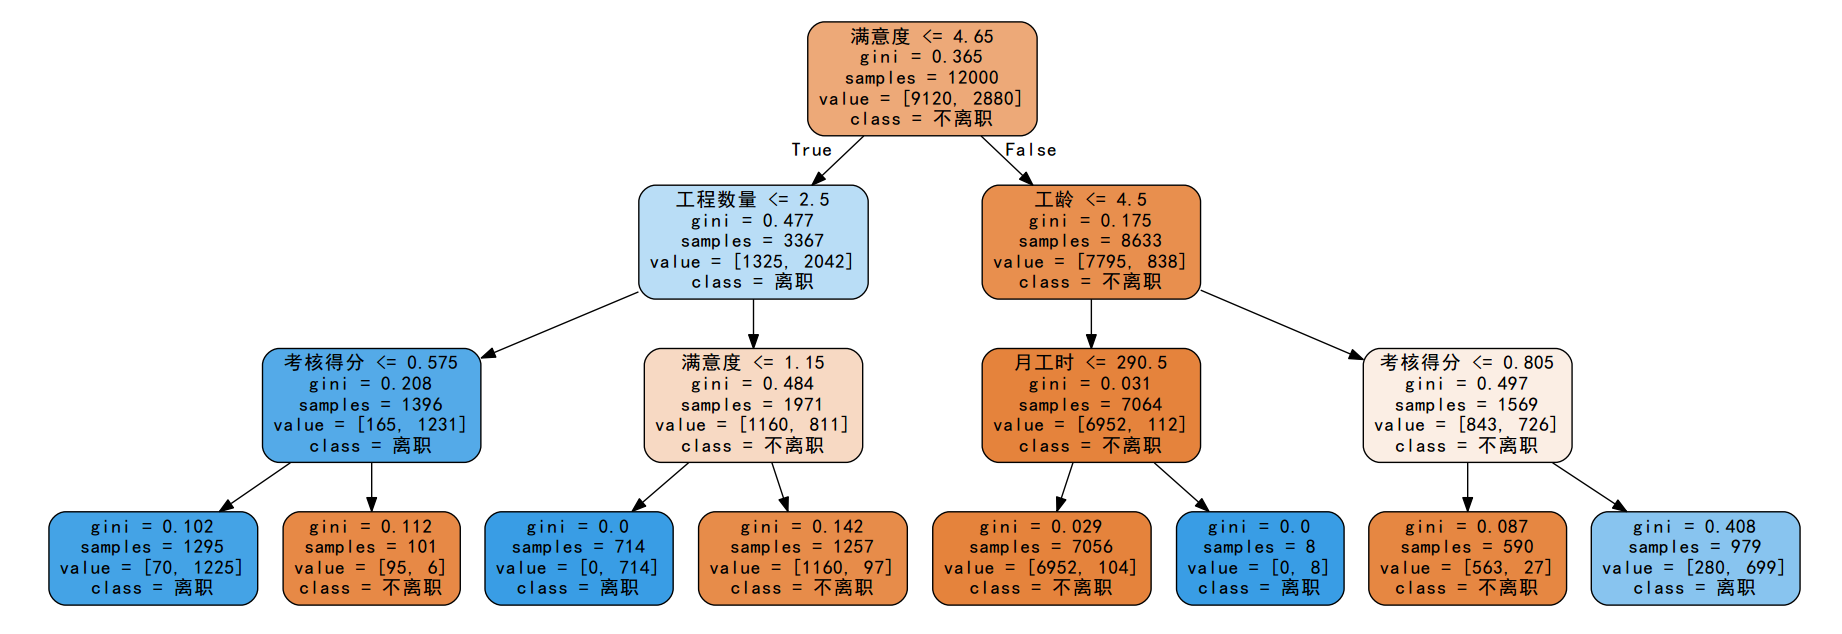 满意度 <= 4.65
gini = 0.365
samples = 12000
value = [9120, 2880]
class = 不离职
True
False
工程数量 <= 2.5
gini = 0.477
samples = 3367
value = [1325, 2042]
class = 离职
工龄 <= 4.5
gini = 0.175
samples = 8633
value = [7795, 838]
class = 不离职
考核得分 <= 0.575
gini = 0.208
samples = 1396
value = [165, 1231]
class = 离职
满意度 <= 1.15
gini = 0.484
samples = 1971
value = [1160, 811]
class = 不离职
月工时 <= 290.5
gini = 0.031
samples = 7064
value = [6952, 112]
class = 不离职
考核得分 <= 0.805
gini = 0.497
samples = 1569
value = [843, 726]
class = 不离职
gini = 0.102
samples = 1295
value = [70, 1225]
class = 离职
gini = 0.112
samples = 101
value = [95, 6]
class = 不离职
gini = 0.0
samples = 714
value = [0, 714]
class = 离职
gini = 0.142
samples = 1257
value = [1160, 97]
class = 不离职
gini = 0.029
samples = 7056
value = [6952, 104]
class = 不离职
gini = 0.0
samples = 8
value = [0, 8]
class = 离职
gini = 0.087
samples = 590
value = [563, 27]
class = 不离职
gini = 0.408
samples = 979
value = [280, 699]
class = 离职